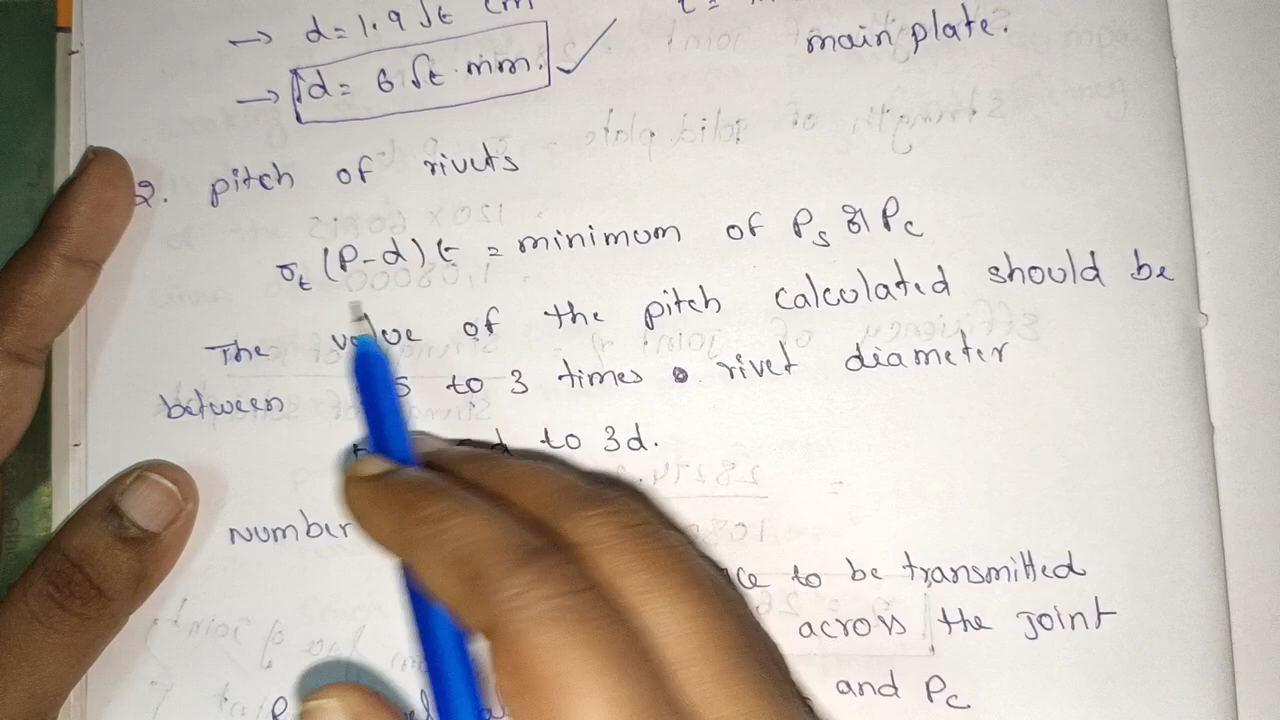 → d = 1.9 √t cm
→ d = 6 √t mm.
main plate.
2. pitch of rivets
σt (P-d) t = minimum of Ps or Pc
The value of the pitch calculated should be
between to 3 times rivet diameter
to 3d.
Number
to be transmitted
across the joint
and Pc